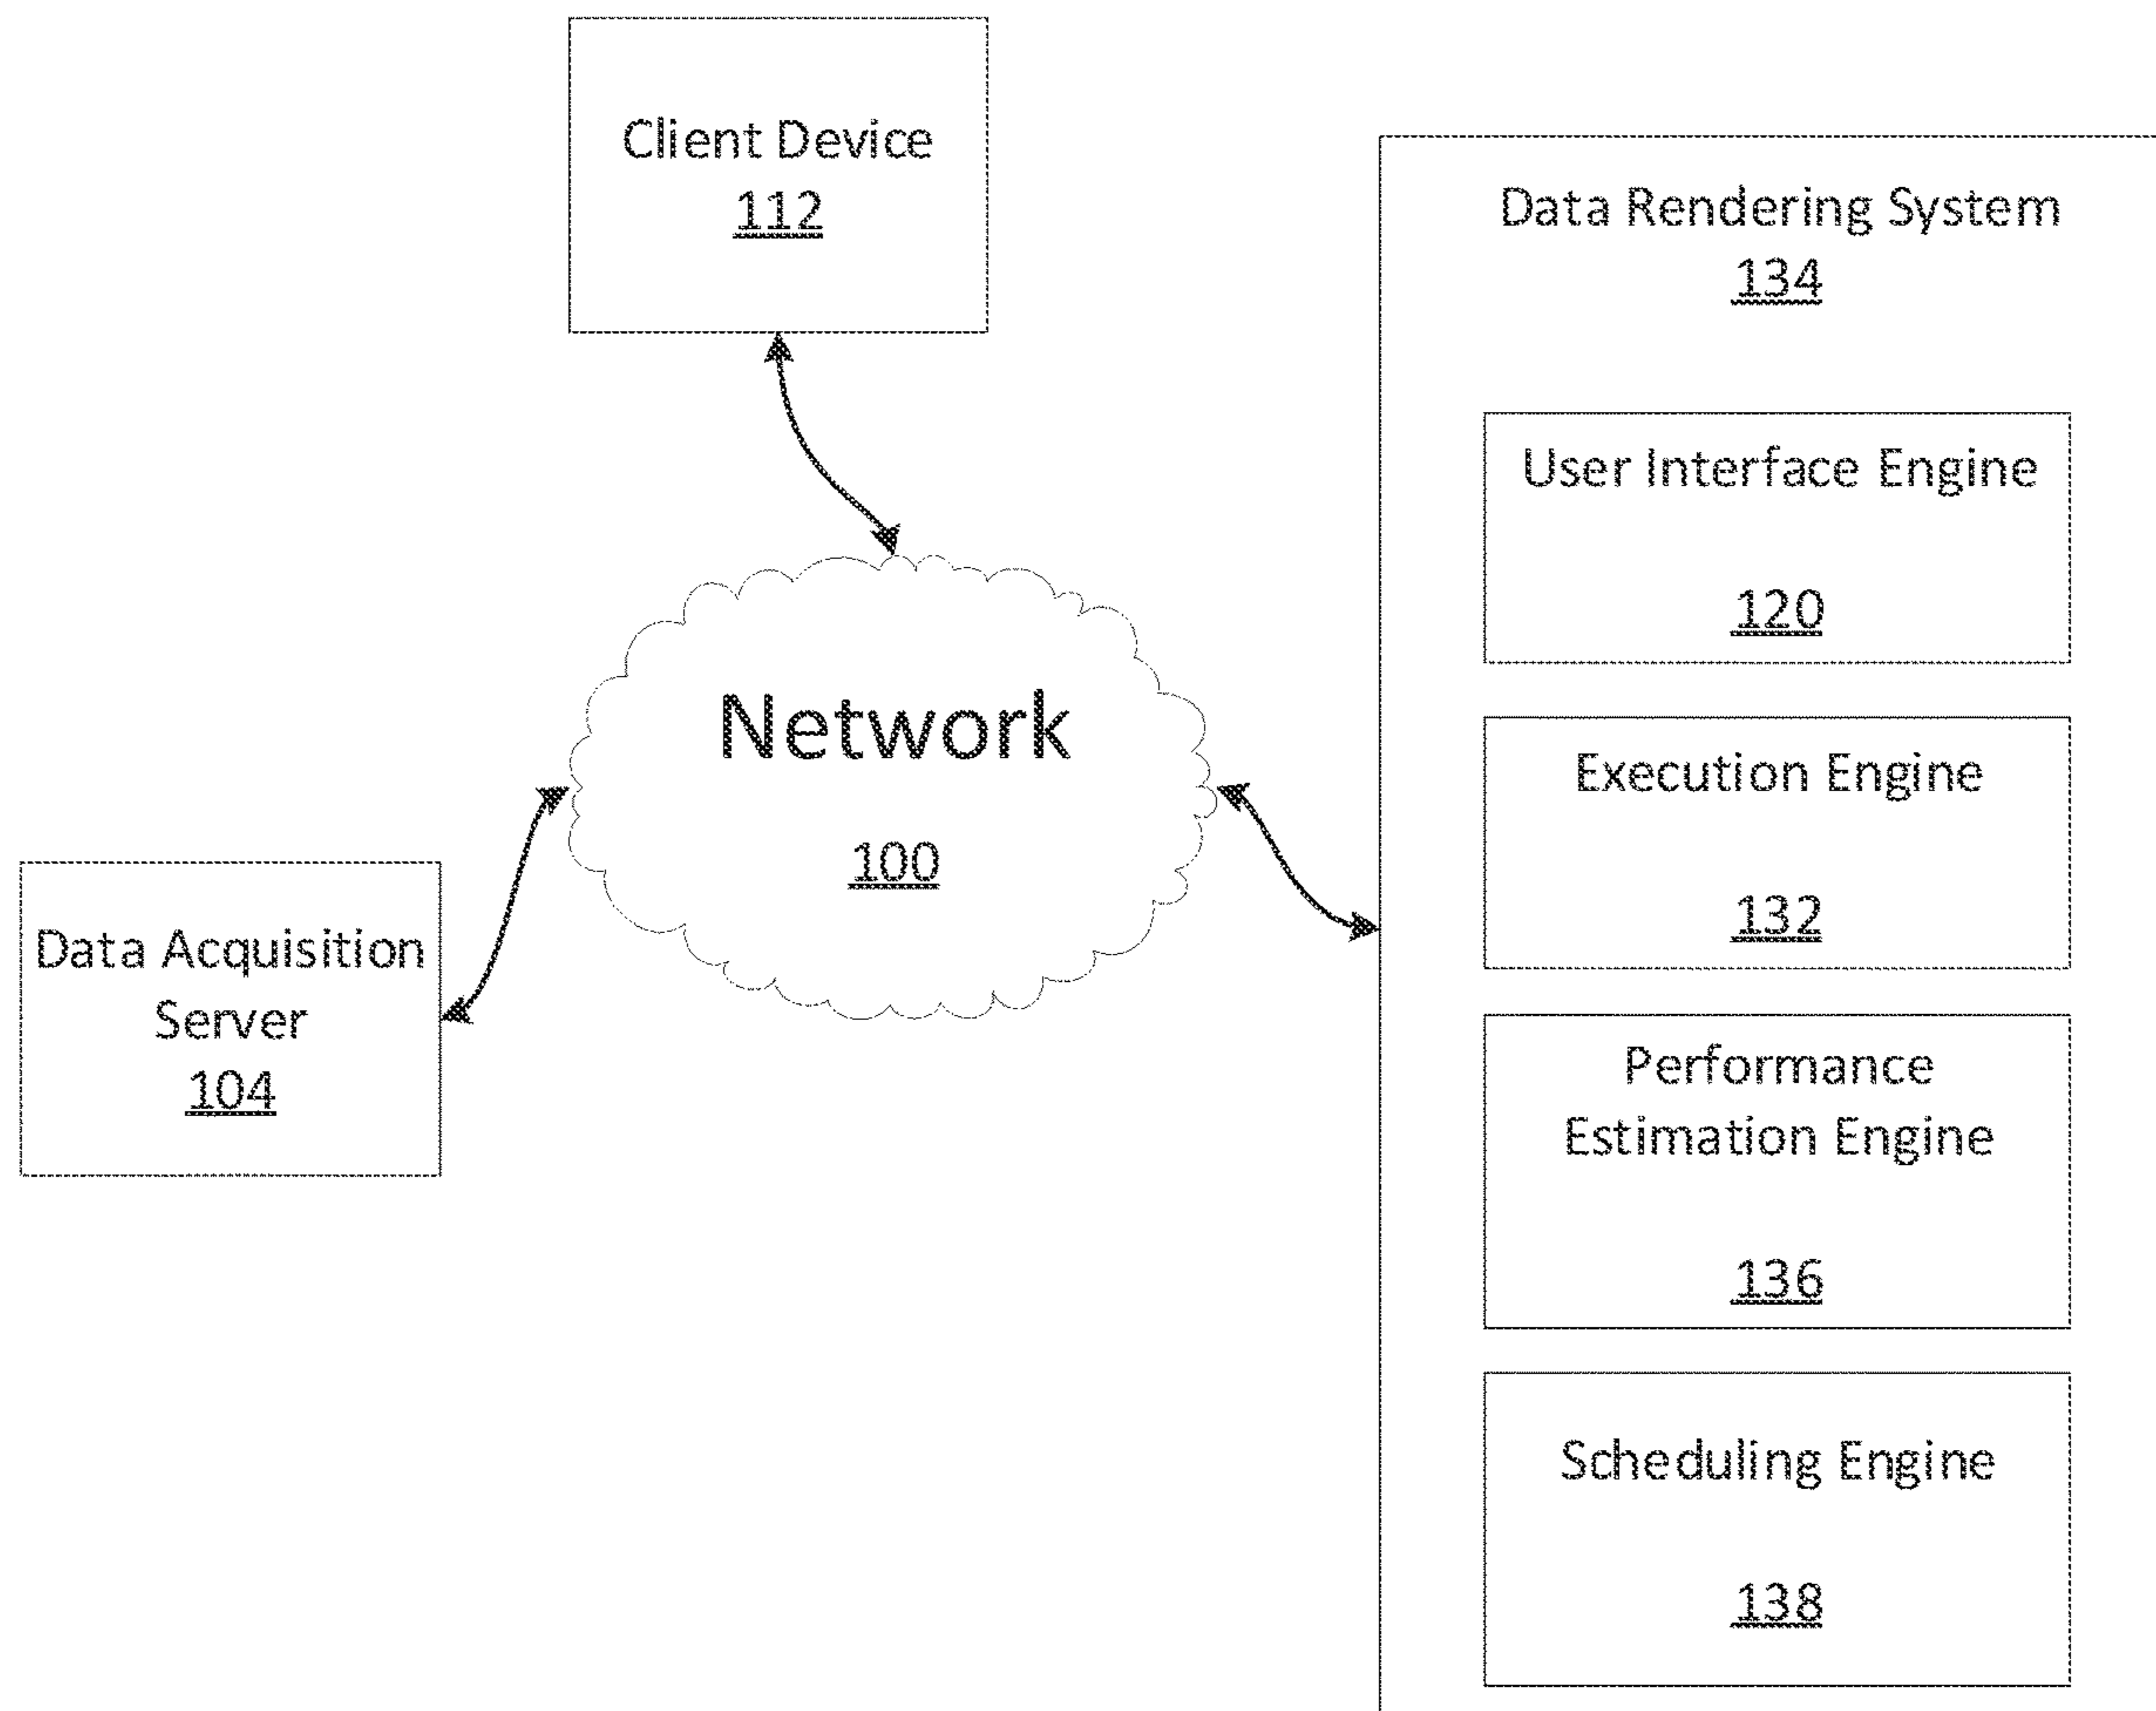 Client Device
112
Data Rendering System
134
User Interface Engine
120
Network
100
Execution Engine
132
Data Acquisition
Server
104
Performance
Estimation Engine
136
Scheduling Engine
138